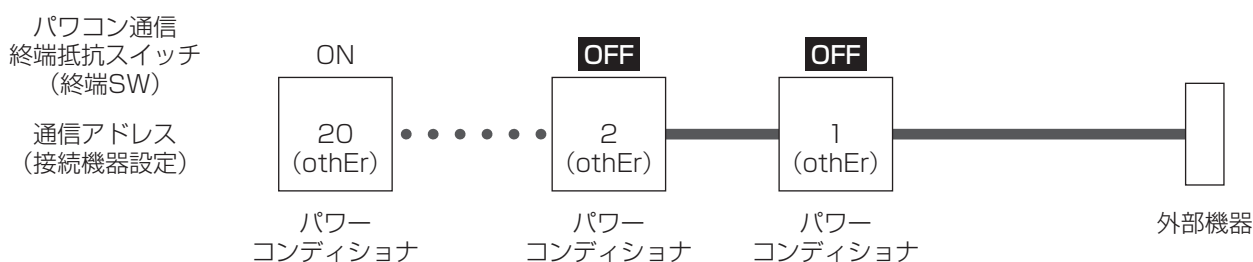 パワコン通信
終端抵抗スイッチ
（終端SW）
ON
OFF
OFF
通信アドレス
（接続機器設定）
20
（othEr）
2
（othEr）
1
（othEr）
パワー
コンディショナ
パワー
コンディショナ
パワー
コンディショナ
外部機器